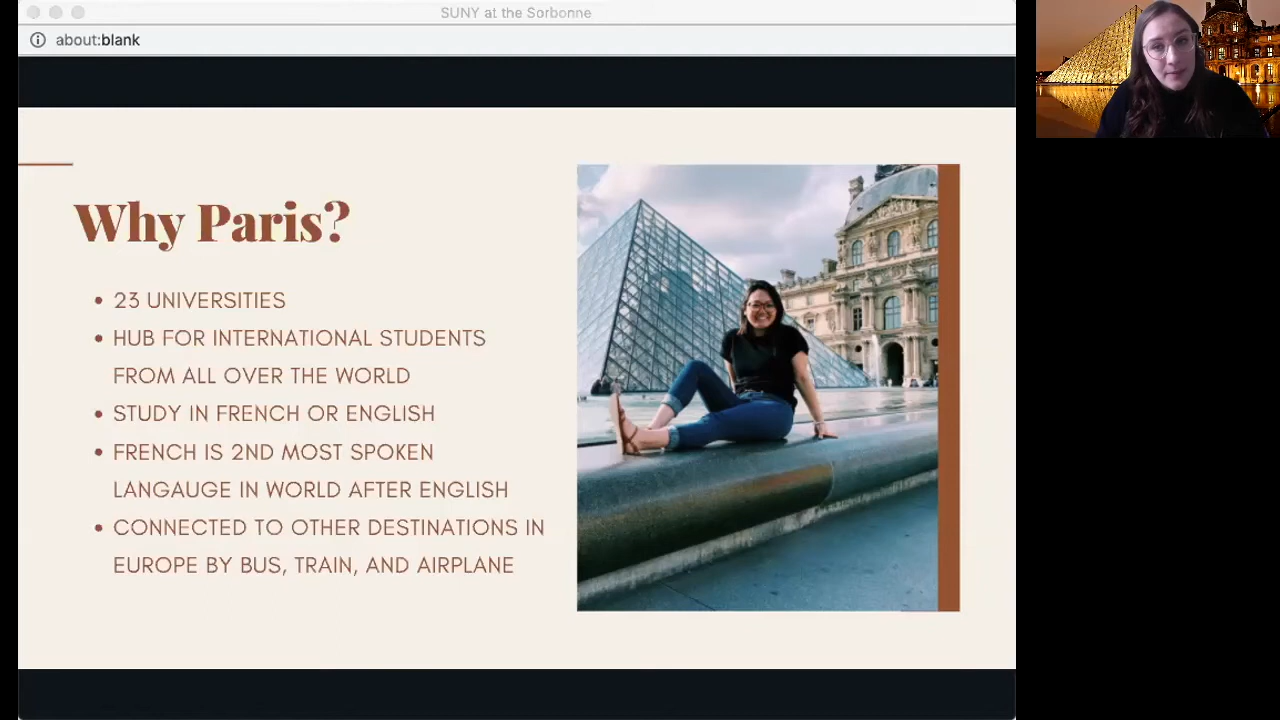 SUNY at the Sorbonne
about:blank
Why Paris?
• 23 UNIVERSITIES
• HUB FOR INTERNATIONAL STUDENTS
FROM ALL OVER THE WORLD
• STUDY IN FRENCH OR ENGLISH
• FRENCH IS 2ND MOST SPOKEN
LANGAUGE IN WORLD AFTER ENGLISH
• CONNECTED TO OTHER DESTINATIONS IN
EUROPE BY BUS, TRAIN, AND AIRPLANE